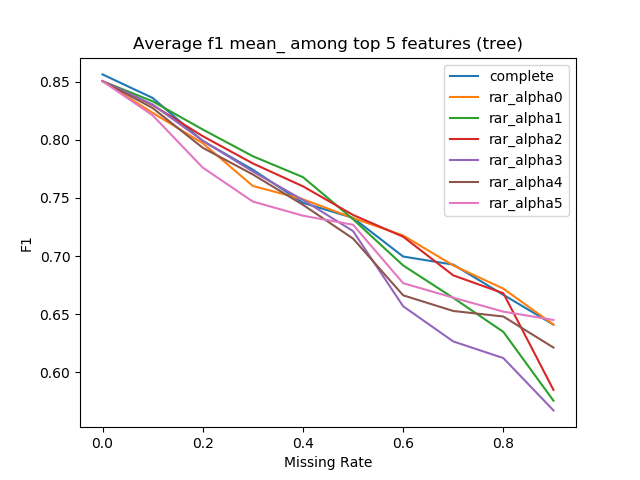 Average f1 mean_ among top 5 features (tree)
complete
rar_alpha0
rar_alpha1
rar_alpha2
rar_alpha3
rar_alpha4
rar_alpha5
0.85
0.80
0.75
0.70
0.65
0.60
F1
0.0 0.2 0.4 0.6 0.8
Missing Rate